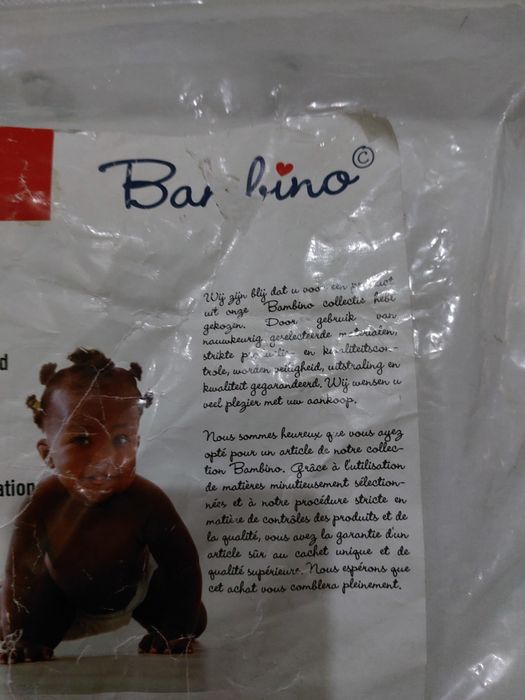 Bambino ©
Wij zijn blij dat u voor een product
uit onze Bambino collectie hebt
gekozen. Door gebruik van
nauwkeurig geselecteerde materialen,
strikte en kwaliteitscon-
trole, worden veiligheid, uitstraling en
kwaliteit gegarandeerd. Wij wensen u
veel plezier met uw aankoop.
Nous sommes heureux que vous ayez
opté pour un article de notre collec-
tion Bambino. Grâce à l'utilisation
de matières minutieusement sélection-
nées et à notre procédure stricte en
matière de contrôles des produits et de
la qualité, vous avez la garantie d'un
article sûr au cachet unique et de
qualité supérieure. Nous espérons que
cet achat vous comblera pleinement.
d
ation